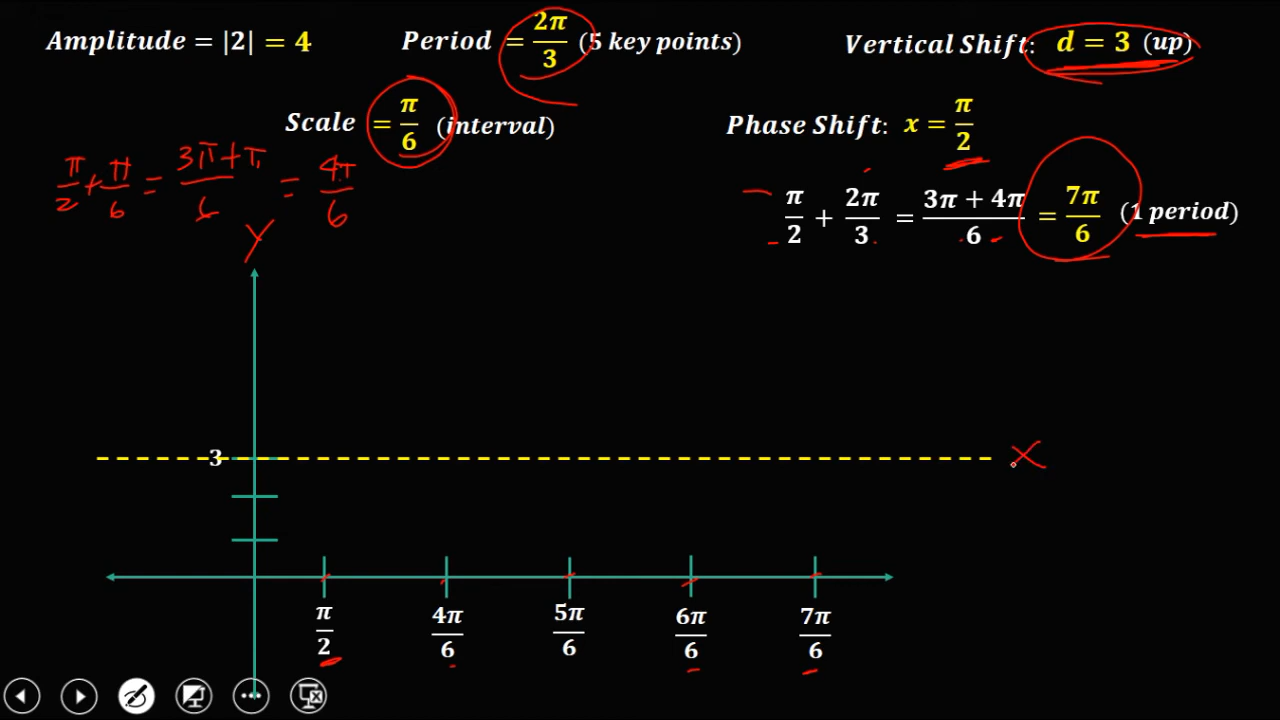 Amplitude = |2| = 4
Period = 2π/3 (5 key points)
Vertical Shift: d = 3 (up)
Scale = π/6 (interval)
Phase Shift: x = π/2
π/2 + π/6 = 3π+π/6 = 4π/6
π/2 + 2π/3 = 3π + 4π/6 = 7π/6 (1 period)
Y
3
X
π/2 4π/6 5π/6 6π/6 7π/6